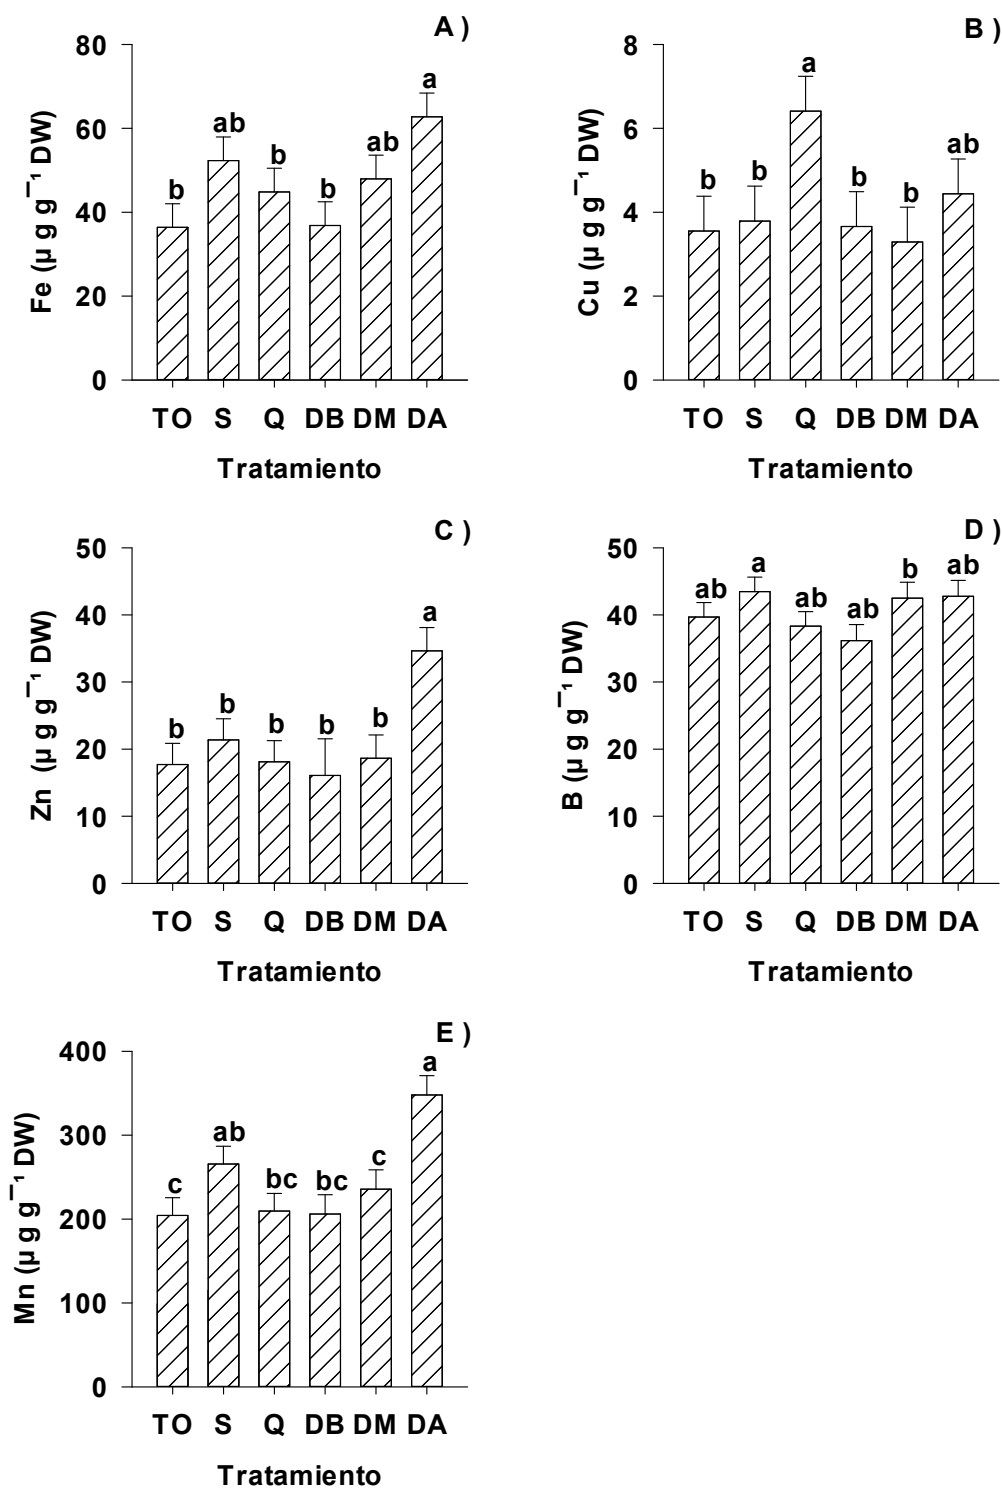 A )
80
60
40
20
0
Fe (µ g g¯¹ DW)
b
ab
b
b
ab
a
TO S Q DB DM DA
Tratamiento
B )
8
6
4
2
0
Cu (µ g g¯¹ DW)
b
b
a
b
b
ab
TO S Q DB DM DA
Tratamiento
C )
50
40
30
20
10
0
Zn (µ g g¯¹ DW)
b
b
b
b
b
a
TO S Q DB DM DA
Tratamiento
D )
50
40
30
20
10
0
B (µ g g¯¹ DW)
ab
a
ab
ab
b
ab
TO S Q DB DM DA
Tratamiento
E )
400
300
200
100
0
Mn (µ g g¯¹ DW)
c
ab
bc
bc
c
a
TO S Q DB DM DA
Tratamiento